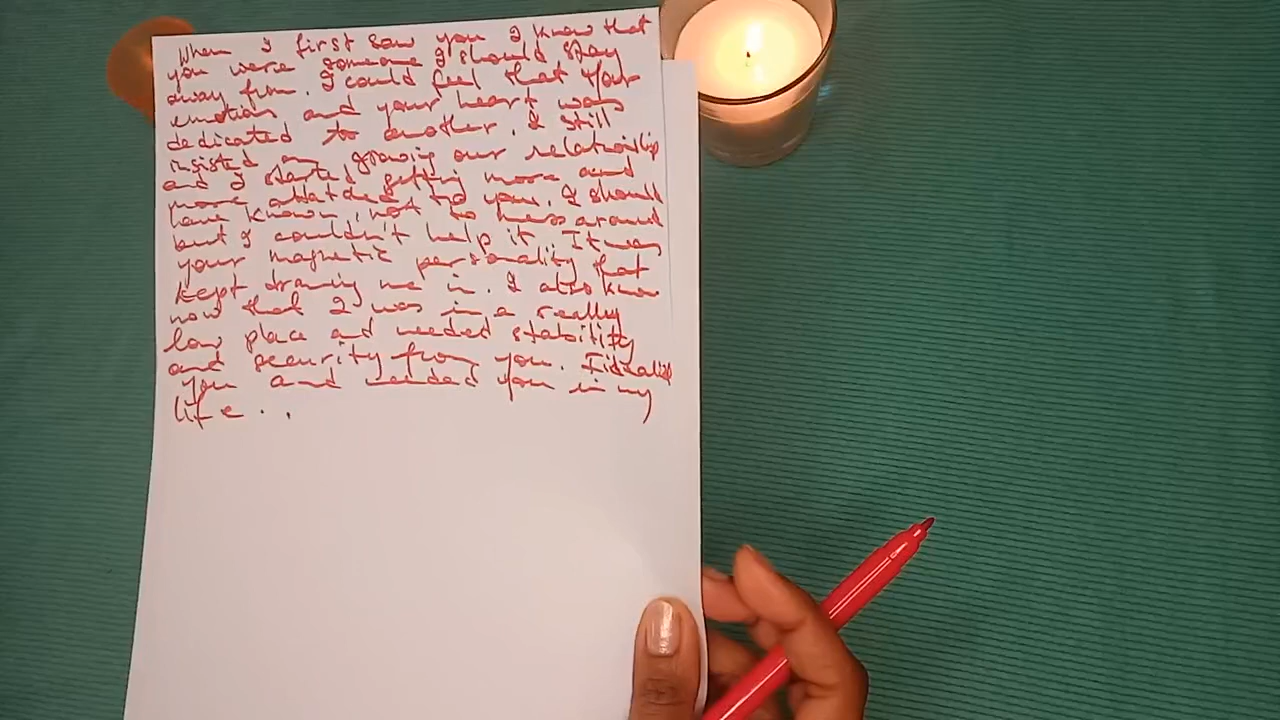 When I first saw you I knew that
you were someone I should stay
away from. I could feel that your
emotions and your heart was
dedicated to another. I still
insisted on growing our relationship
and I started getting more and
more attatched to you. I should
have known, not to mess around
but I couldn't help it. It was
your magnetic personality that
kept drawing me in. I also know
now that I was in a really
low place and needed stability
and security from you. I idealised
you and needed you in my
life . .